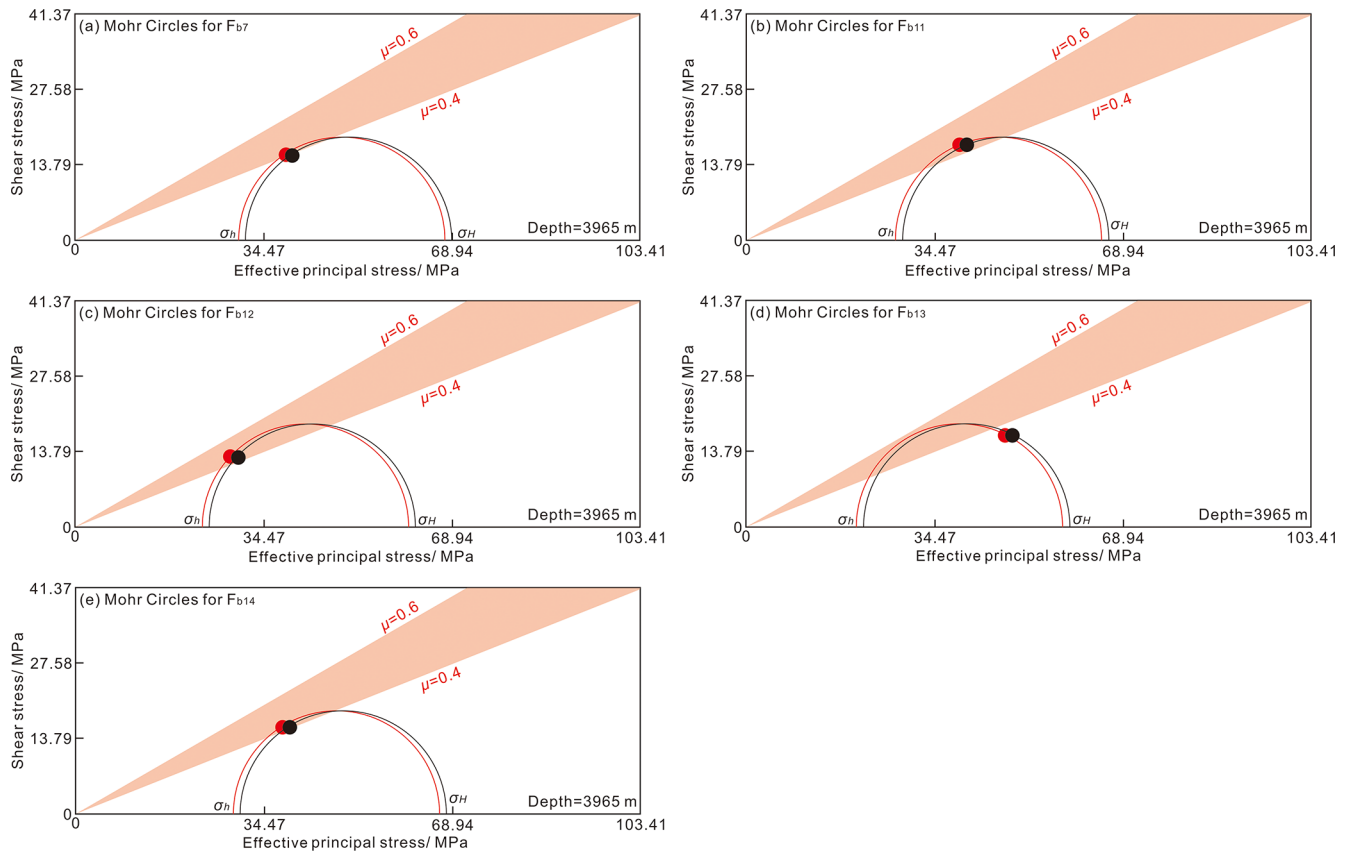 (a) Mohr Circles for Fb7
41.37
27.58
13.79
0
Shear stress/ MPa
μ=0.6
μ=0.4
σh
σH
Depth=3965 m
0
34.47
68.94
103.41
Effective principal stress/ MPa
(b) Mohr Circles for Fb11
41.37
27.58
13.79
0
Shear stress/ MPa
μ=0.6
μ=0.4
σh
σH
Depth=3965 m
0
34.47
68.94
103.41
Effective principal stress/ MPa
(c) Mohr Circles for Fb12
41.37
27.58
13.79
0
Shear stress/ MPa
μ=0.6
μ=0.4
σh
σH
Depth=3965 m
0
34.47
68.94
103.41
Effective principal stress/ MPa
(d) Mohr Circles for Fb13
41.37
27.58
13.79
0
Shear stress/ MPa
μ=0.6
μ=0.4
σh
σH
Depth=3965 m
0
34.47
68.94
103.41
Effective principal stress/ MPa
(e) Mohr Circles for Fb14
41.37
27.58
13.79
0
Shear stress/ MPa
μ=0.6
μ=0.4
σh
σH
Depth=3965 m
0
34.47
68.94
103.41
Effective principal stress/ MPa